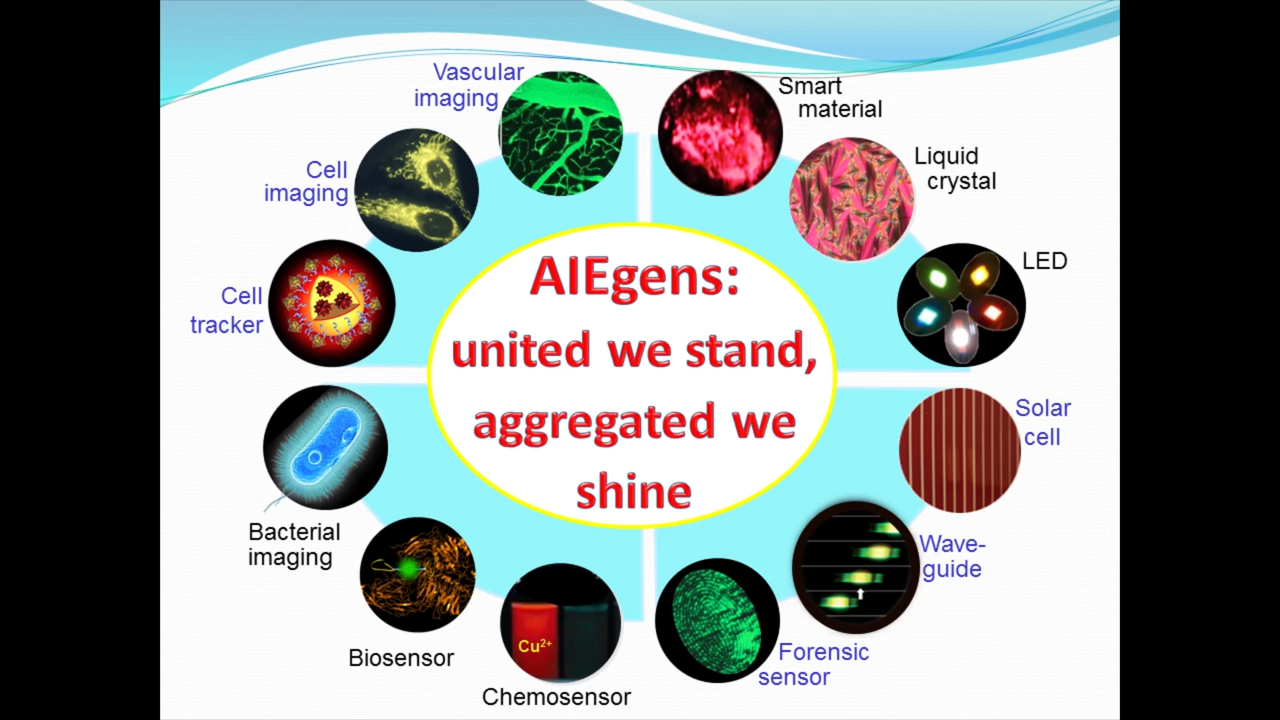 Vascular
imaging
Smart
material
Cell
imaging
Liquid
crystal
Cell
tracker
LED
AIEgens:
united we stand,
aggregated we
shine
Solar
cell
Bacterial
imaging
Wave-
guide
Biosensor
Cu²⁺
Chemosensor
Forensic
sensor